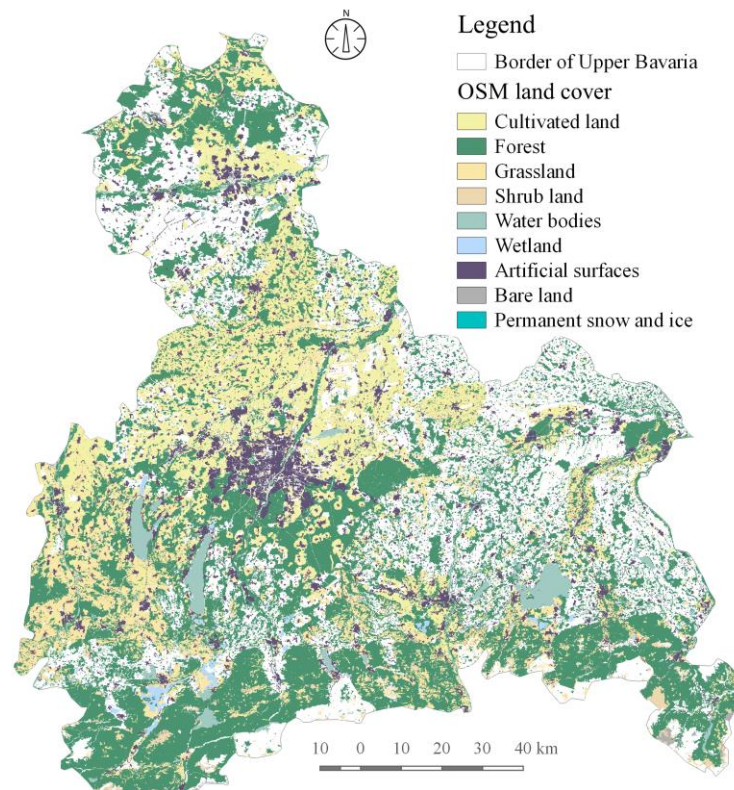 N
Legend
Border of Upper Bavaria
OSM land cover
Cultivated land
Forest
Grassland
Shrub land
Water bodies
Wetland
Artificial surfaces
Bare land
Permanent snow and ice
10 0 10 20 30 40 km